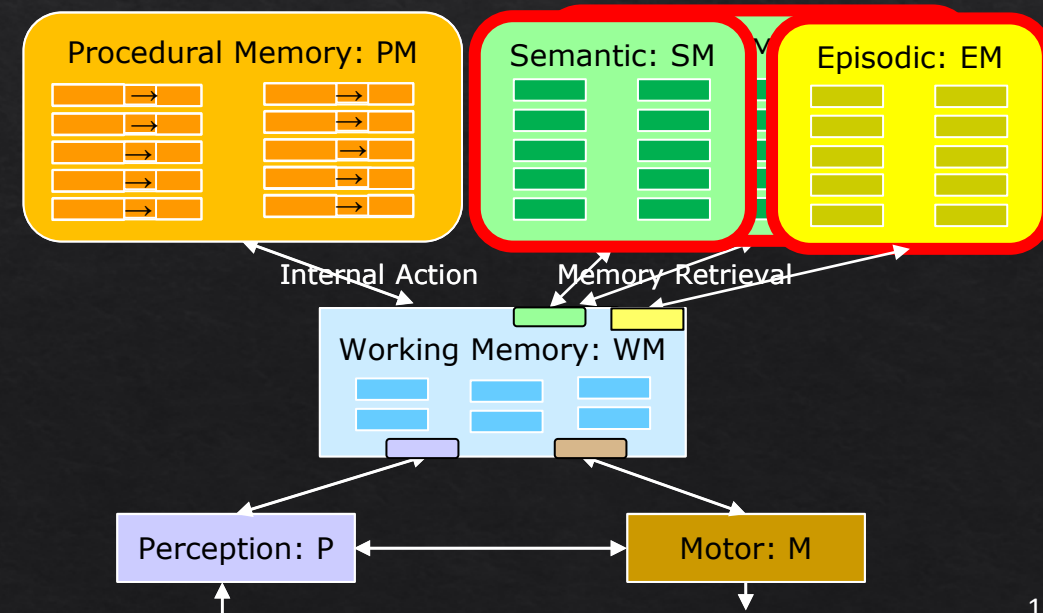 Procedural Memory: PM
Semantic: SM
Episodic: EM
→ →
→ →
→ →
→ →
→ →
Internal Action
Memory Retrieval
Working Memory: WM
Perception: P
Motor: M
1